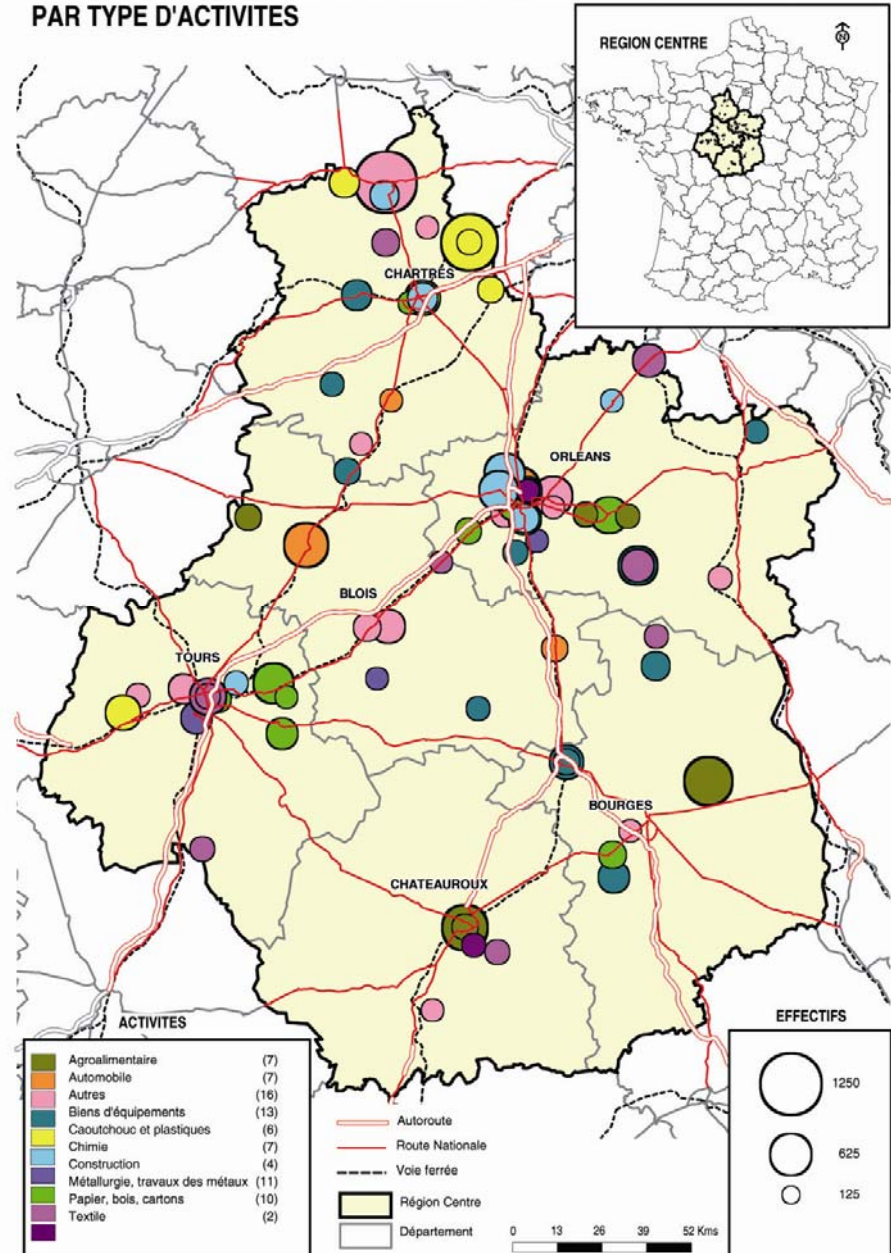 PAR TYPE D'ACTIVITES
REGION CENTRE
N
CHARTRES
ORLEANS
BLOIS
TOURS
BOURGES
CHATEAUROUX
ACTIVITES
Agroalimentaire (7)
Automobile (7)
Autres (16)
Biens d'équipements (13)
Caoutchouc et plastiques (6)
Chimie (7)
Construction (4)
Métallurgie, travaux des métaux (11)
Papier, bois, cartons (10)
Textile (2)
Autoroute
Route Nationale
Voie ferrée
Région Centre
Département
0 13 26 39 52 Kms
EFFECTIFS
1250
625
125